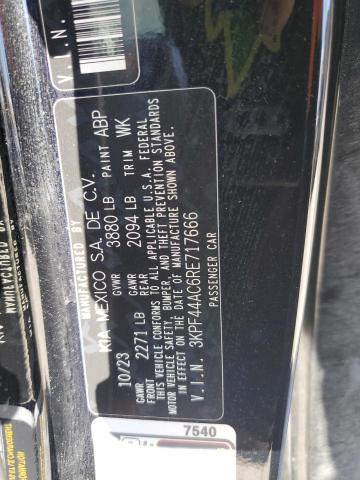 V.I.N.
KIA MEXICO S.A. DE C.V.
10/23 GVWR 3880 LB PAINT ABP
GAWR FRONT 2271 LB GAWR REAR 2094 LB TRIM WK
THIS VEHICLE CONFORMS TO ALL APPLICABLE U.S.A. FEDERAL
MOTOR VEHICLE SAFETY, BUMPER, AND THEFT PREVENTION STANDARDS
IN EFFECT ON THE DATE OF MANUFACTURE SHOWN ABOVE.
V.I.N. 3KPF44AC6RE717666
PASSENGER CAR
7540